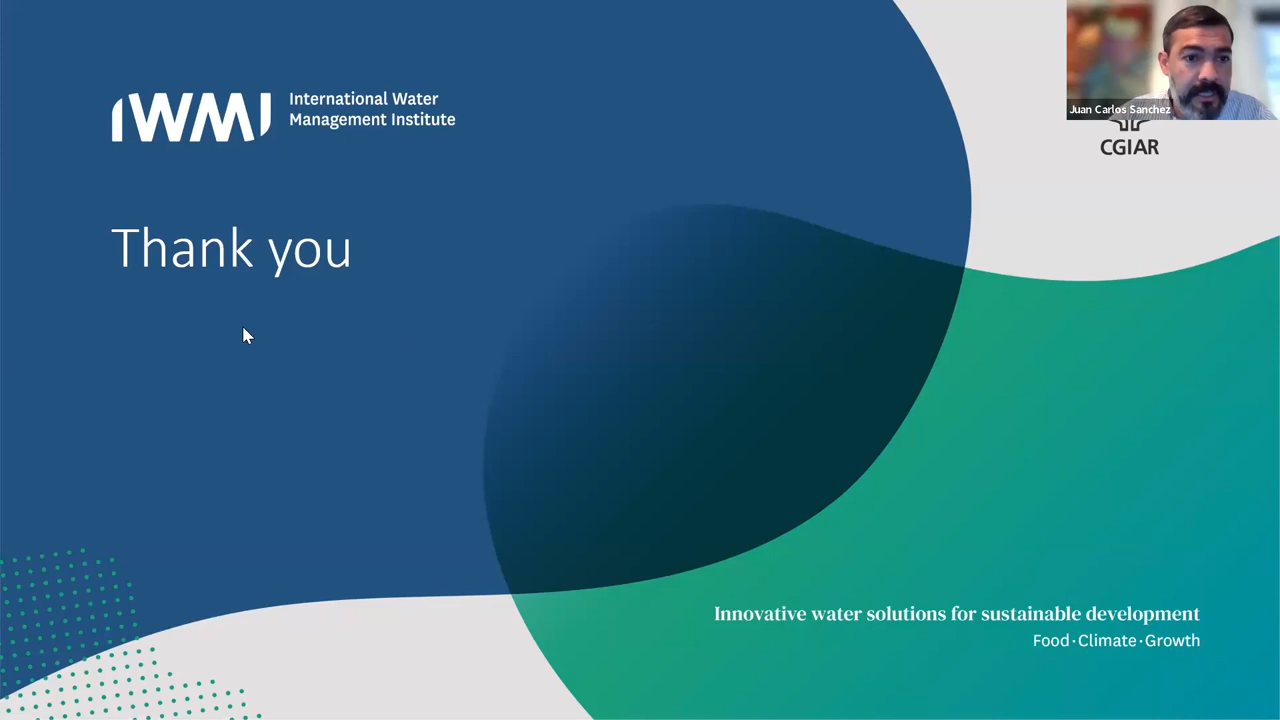 IWMI
International Water
Management Institute
Juan Carlos Sanchez
CGIAR
Thank you
Innovative water solutions for sustainable development
Food·Climate·Growth